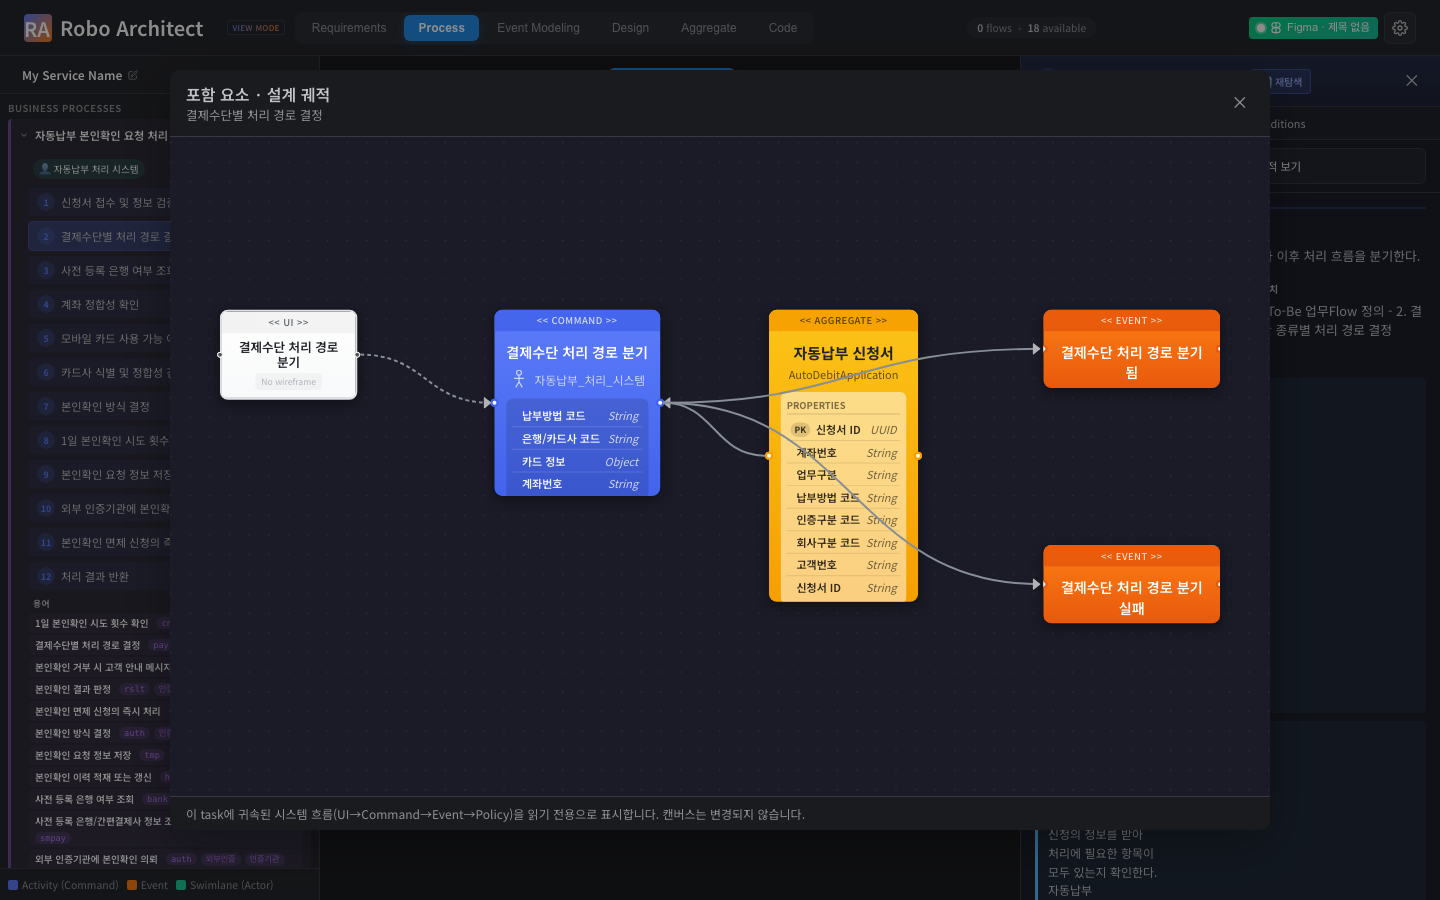 RA Robo Architect
VIEW MODE
Requirements
Process
Event Modeling
Design
Aggregate
Code
0 flows · 18 available
Figma · 제목 없음
My Service Name
BUSINESS PROCESSES
자동납부 본인확인 요청 처리
자동납부 처리 시스템
1 신청서 접수 및 정보 검증
2 결제수단별 처리 경로 결
3 사전 등록 은행 여부 조회
4 계좌 정합성 확인
5 모바일 카드 사용 가능
6 카드사 식별 및 정합성
7 본인확인 방식 결정
8 1일 본인확인 시도 횟수
9 본인확인 요청 정보 저장
10 외부 인증기관에 본인확
11 본인확인 면제 신청의 즉
12 처리 결과 반환
용어
1일 본인확인 시도 횟수 확인
결제수단별 처리 경로 결정 pay
본인확인 거부 시 고객 안내 메시지
본인확인 결과 판정 rslt
본인확인 면제 신청의 즉시 처리
본인확인 방식 결정 auth
본인확인 요청 정보 저장 tmp
본인확인 이력 적재 또는 갱신
사전 등록 은행 여부 조회 bank
사전 등록 은행/간편결제사 정보 조
smpay
외부 인증기관에 본인확인 의뢰 auth 외부인증 인증기관
Activity (Command)
Event
Swimlane (Actor)
포함 요소 · 설계 궤적
결제수단별 처리 경로 결정
<< UI >>
결제수단 처리 경로
분기
No wireframe
<< COMMAND >>
결제수단 처리 경로 분기
자동납부_처리_시스템
납부방법 코드 String
은행/카드사 코드 String
카드 정보 Object
계좌번호 String
<< AGGREGATE >>
자동납부 신청서
AutoDebitApplication
PROPERTIES
PK 신청서 ID UUID
계좌번호 String
업무구분 String
납부방법 코드 String
인증구분 코드 String
회사구분 코드 String
고객번호 String
신청서 ID String
<< EVENT >>
결제수단 처리 경로 분기
됨
<< EVENT >>
결제수단 처리 경로 분기
실패
이 task에 귀속된 시스템 흐름(UI→Command→Event→Policy)을 읽기 전용으로 표시합니다. 캔버스는 변경되지 않습니다.
재탐색
ditions
적 보기
이후 처리 흐름을 분기한다.
치
To-Be 업무Flow 정의 - 2. 결
종류별 처리 경로 결정
신청의 정보를 받아
처리에 필요한 항목이
모두 있는지 확인한다.
자동납부